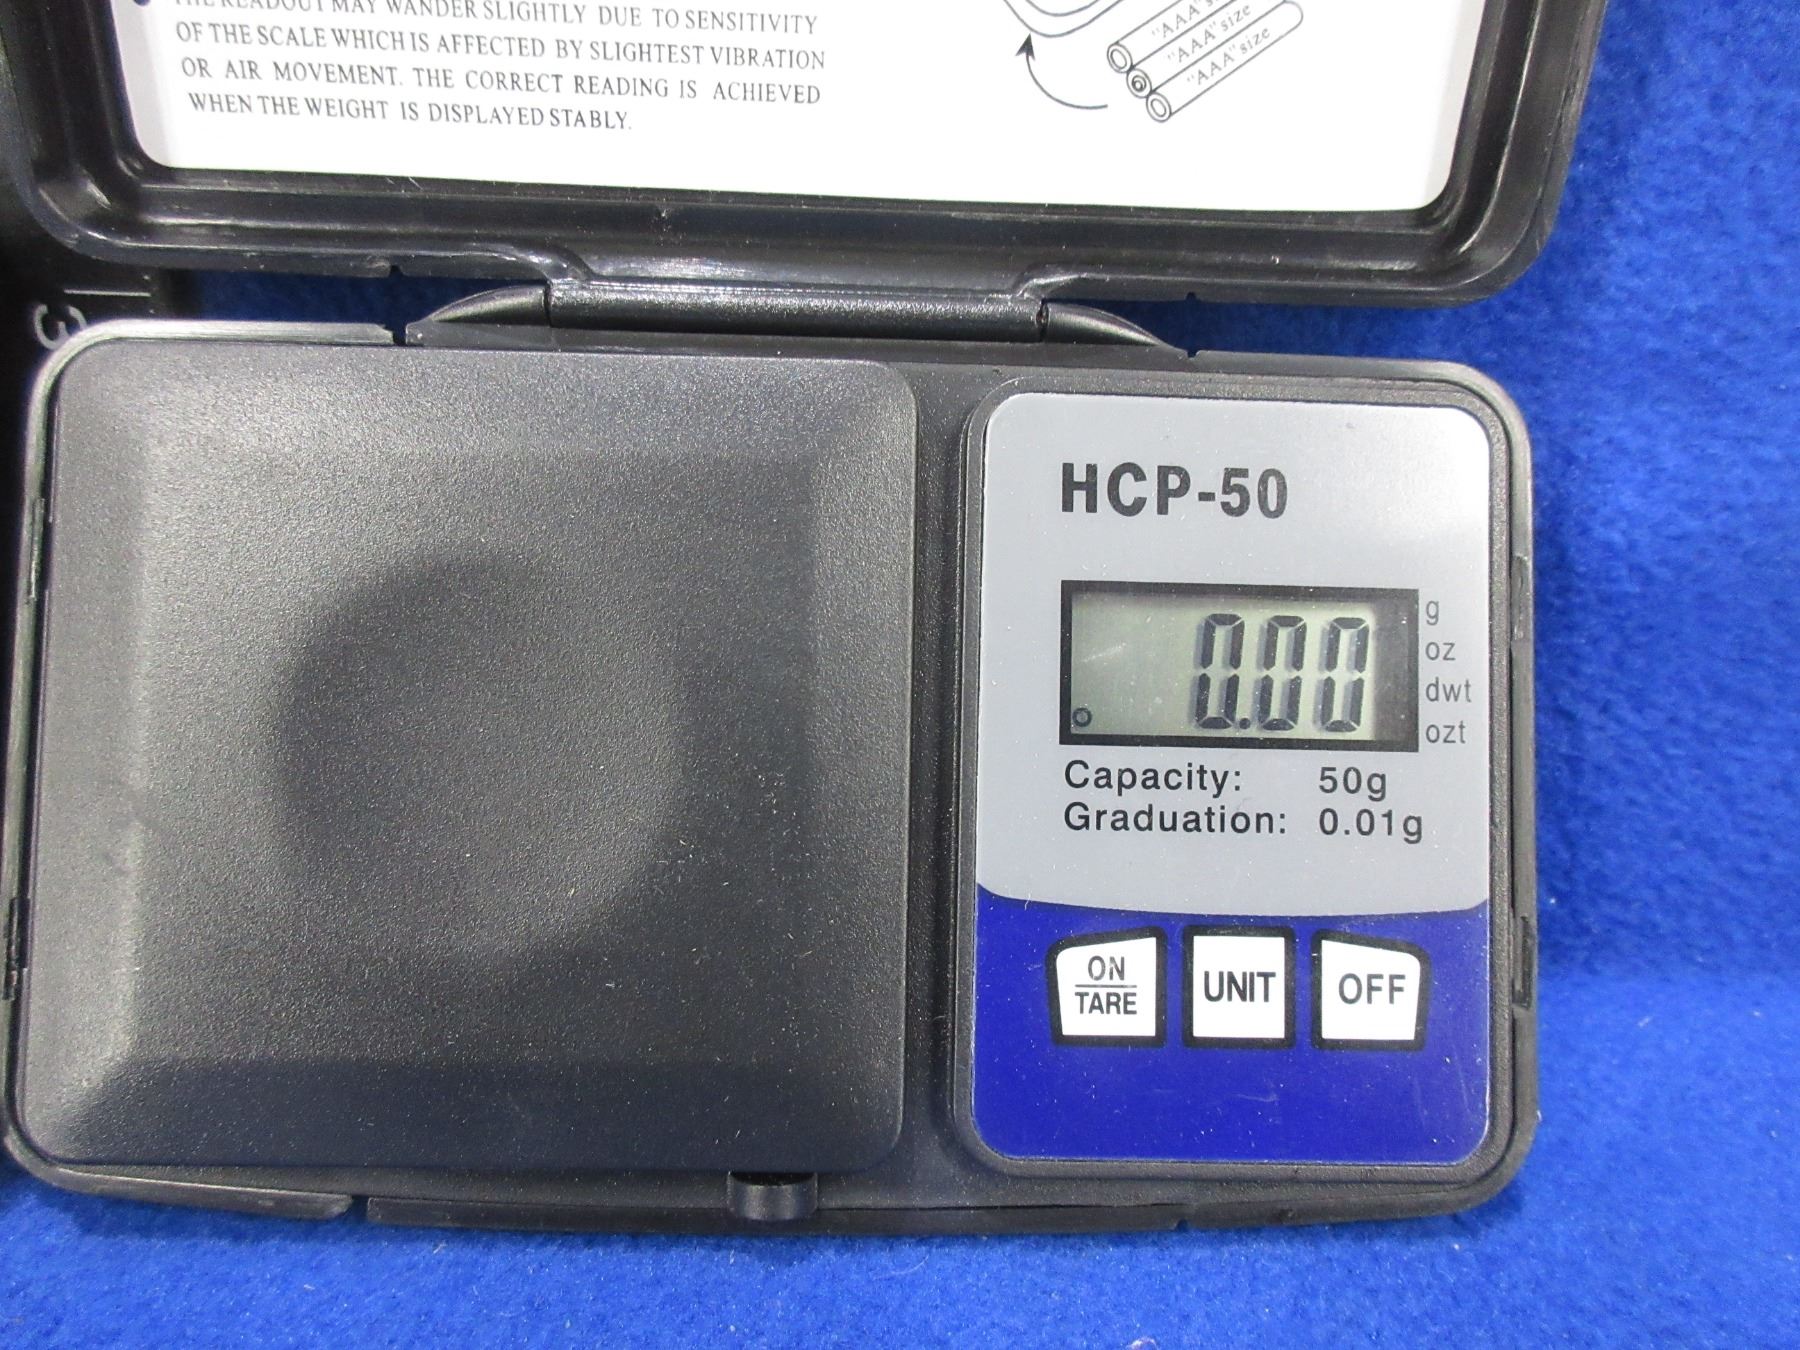 THE READOUT MAY WANDER SLIGHTLY DUE TO SENSITIVITY
OF THE SCALE WHICH IS AFFECTED BY SLIGHTEST VIBRATION
OR AIR MOVEMENT. THE CORRECT READING IS ACHIEVED
WHEN THE WEIGHT IS DISPLAYED STABLY.
"AAA"
"AAA" size
"AAA" size
3
HCP-50
0.00
g
oz
dwt
ozt
Capacity: 50g
Graduation: 0.01g
ON
TARE
UNIT
OFF